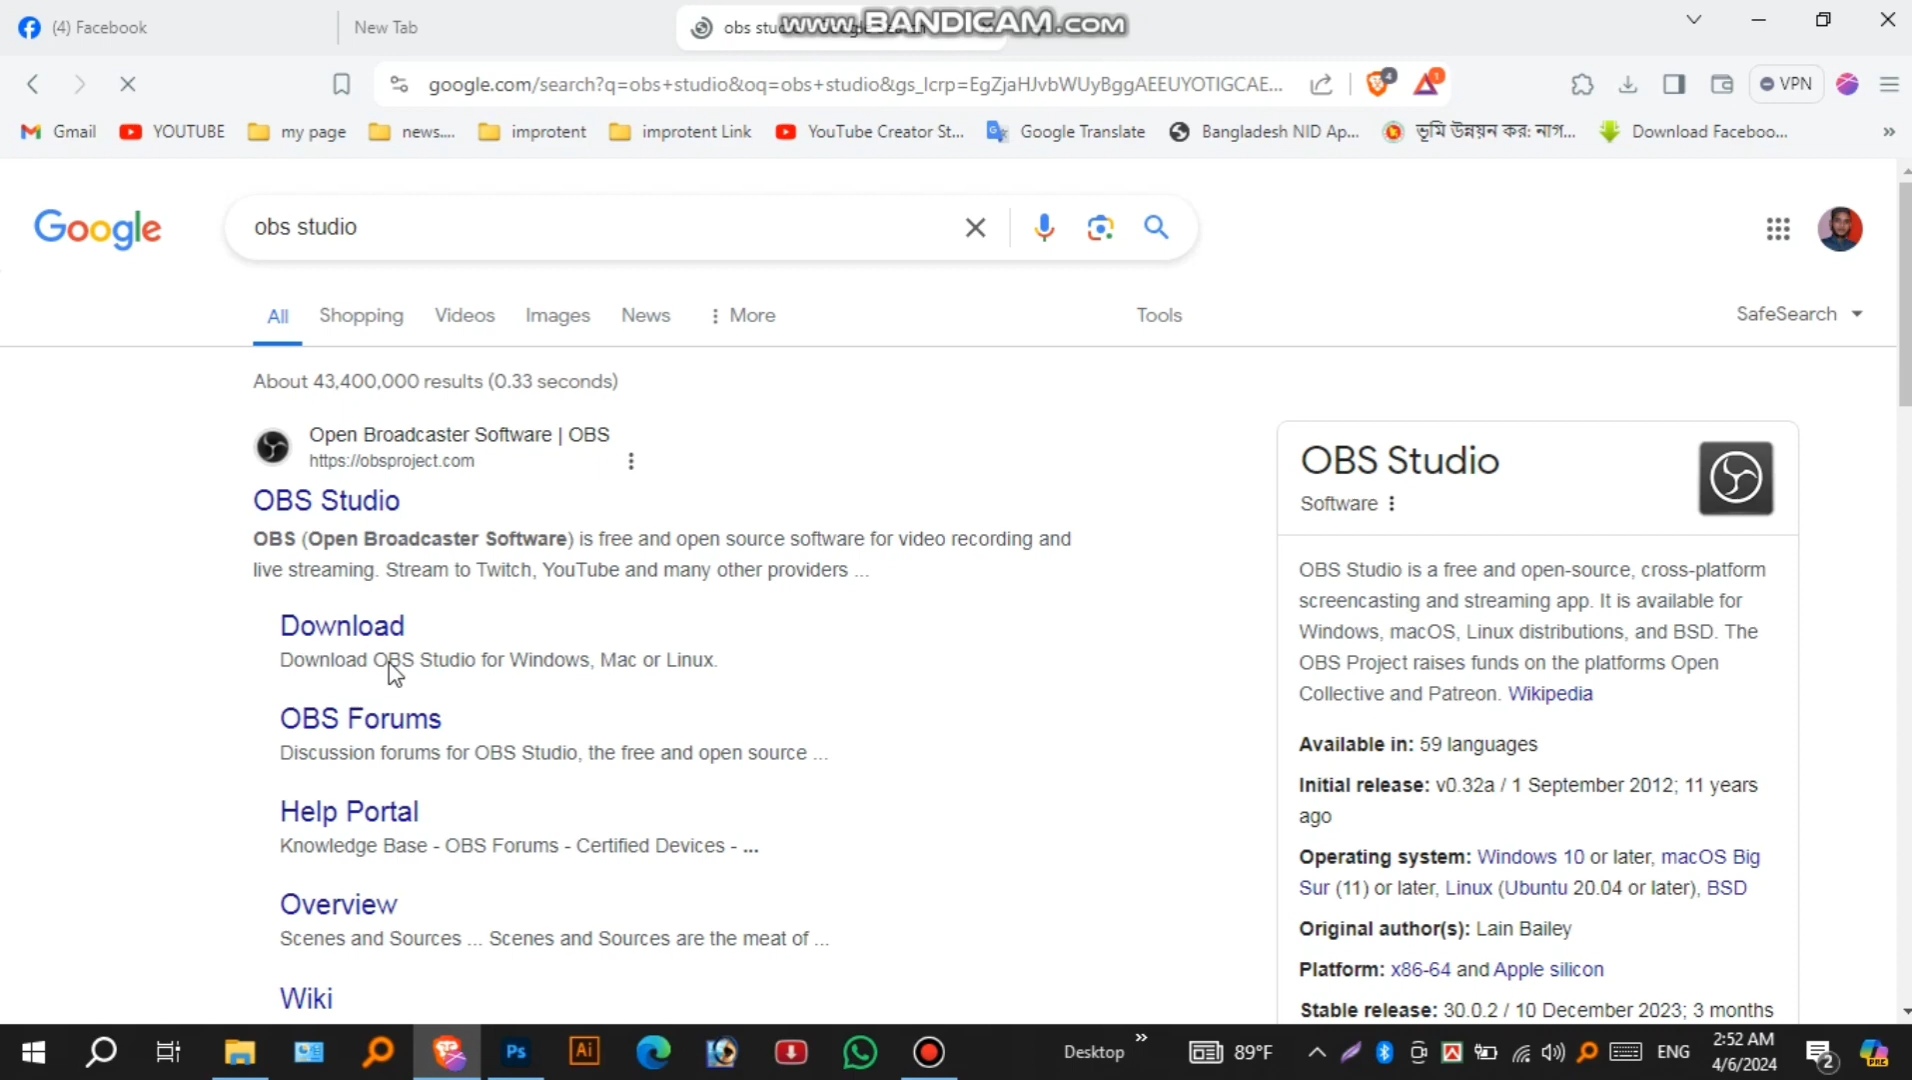 (4) Facebook
New Tab
obs stu
www.BANDICAM.com
google.com/search?q=obs+studio&oq=obs+studio&gs_lcrp=EgZjaHJvbWUyBggAEEUYOTIGCAE...
4
1
VPN
Gmail
YOUTUBE
my page
news....
improtent
improtent Link
YouTube Creator St...
Google Translate
Bangladesh NID Ap...
ভূমি উন্নয়ন কর: নাগ...
Download Faceboo...
»
Google
obs studio
All
Shopping
Videos
Images
News
More
Tools
SafeSearch
About 43,400,000 results (0.33 seconds)
Open Broadcaster Software | OBS
https://obsproject.com
OBS Studio
OBS (Open Broadcaster Software) is free and open source software for video recording and
live streaming. Stream to Twitch, YouTube and many other providers ...
Download
Download OBS Studio for Windows, Mac or Linux.
OBS Forums
Discussion forums for OBS Studio, the free and open source ...
Help Portal
Knowledge Base - OBS Forums - Certified Devices - ...
Overview
Scenes and Sources ... Scenes and Sources are the meat of ...
Wiki
OBS Studio
Software
OBS Studio is a free and open-source, cross-platform
screencasting and streaming app. It is available for
Windows, macOS, Linux distributions, and BSD. The
OBS Project raises funds on the platforms Open
Collective and Patreon. Wikipedia
Available in: 59 languages
Initial release: v0.32a / 1 September 2012; 11 years
ago
Operating system: Windows 10 or later, macOS Big
Sur (11) or later, Linux (Ubuntu 20.04 or later), BSD
Original author(s): Lain Bailey
Platform: x86-64 and Apple silicon
Stable release: 30.0.2 / 10 December 2023; 3 months
Ps
Ai
Desktop
»
89°F
ENG
2:52 AM
4/6/2024
2
PRE